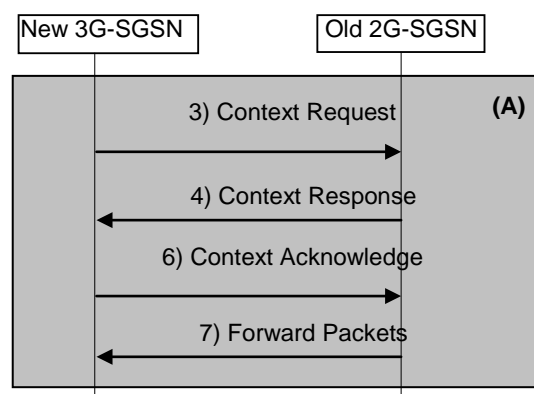 New 3G-SGSN
Old 2G-SGSN
(A)
3) Context Request
4) Context Response
6) Context Acknowledge
7) Forward Packets